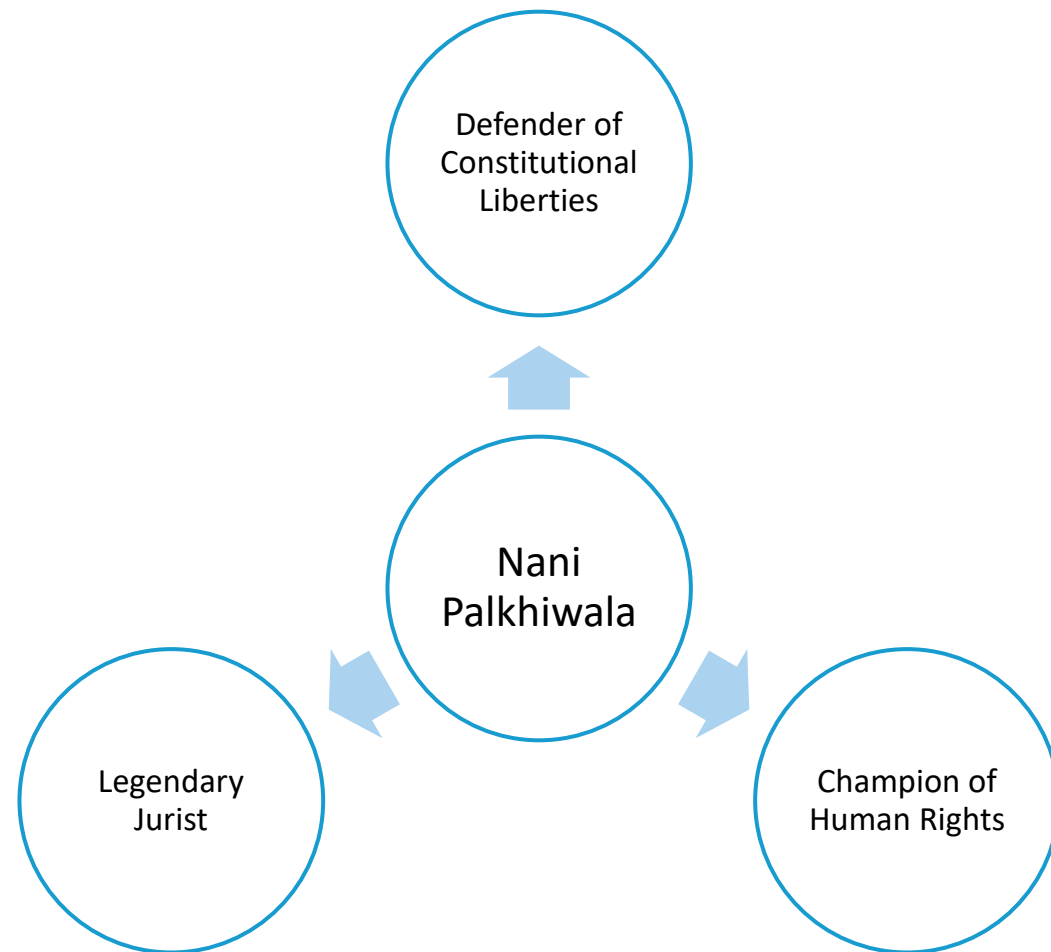 Defender of
Constitutional
Liberties
Nani
Palkhiwala
Legendary
Jurist
Champion of
Human Rights